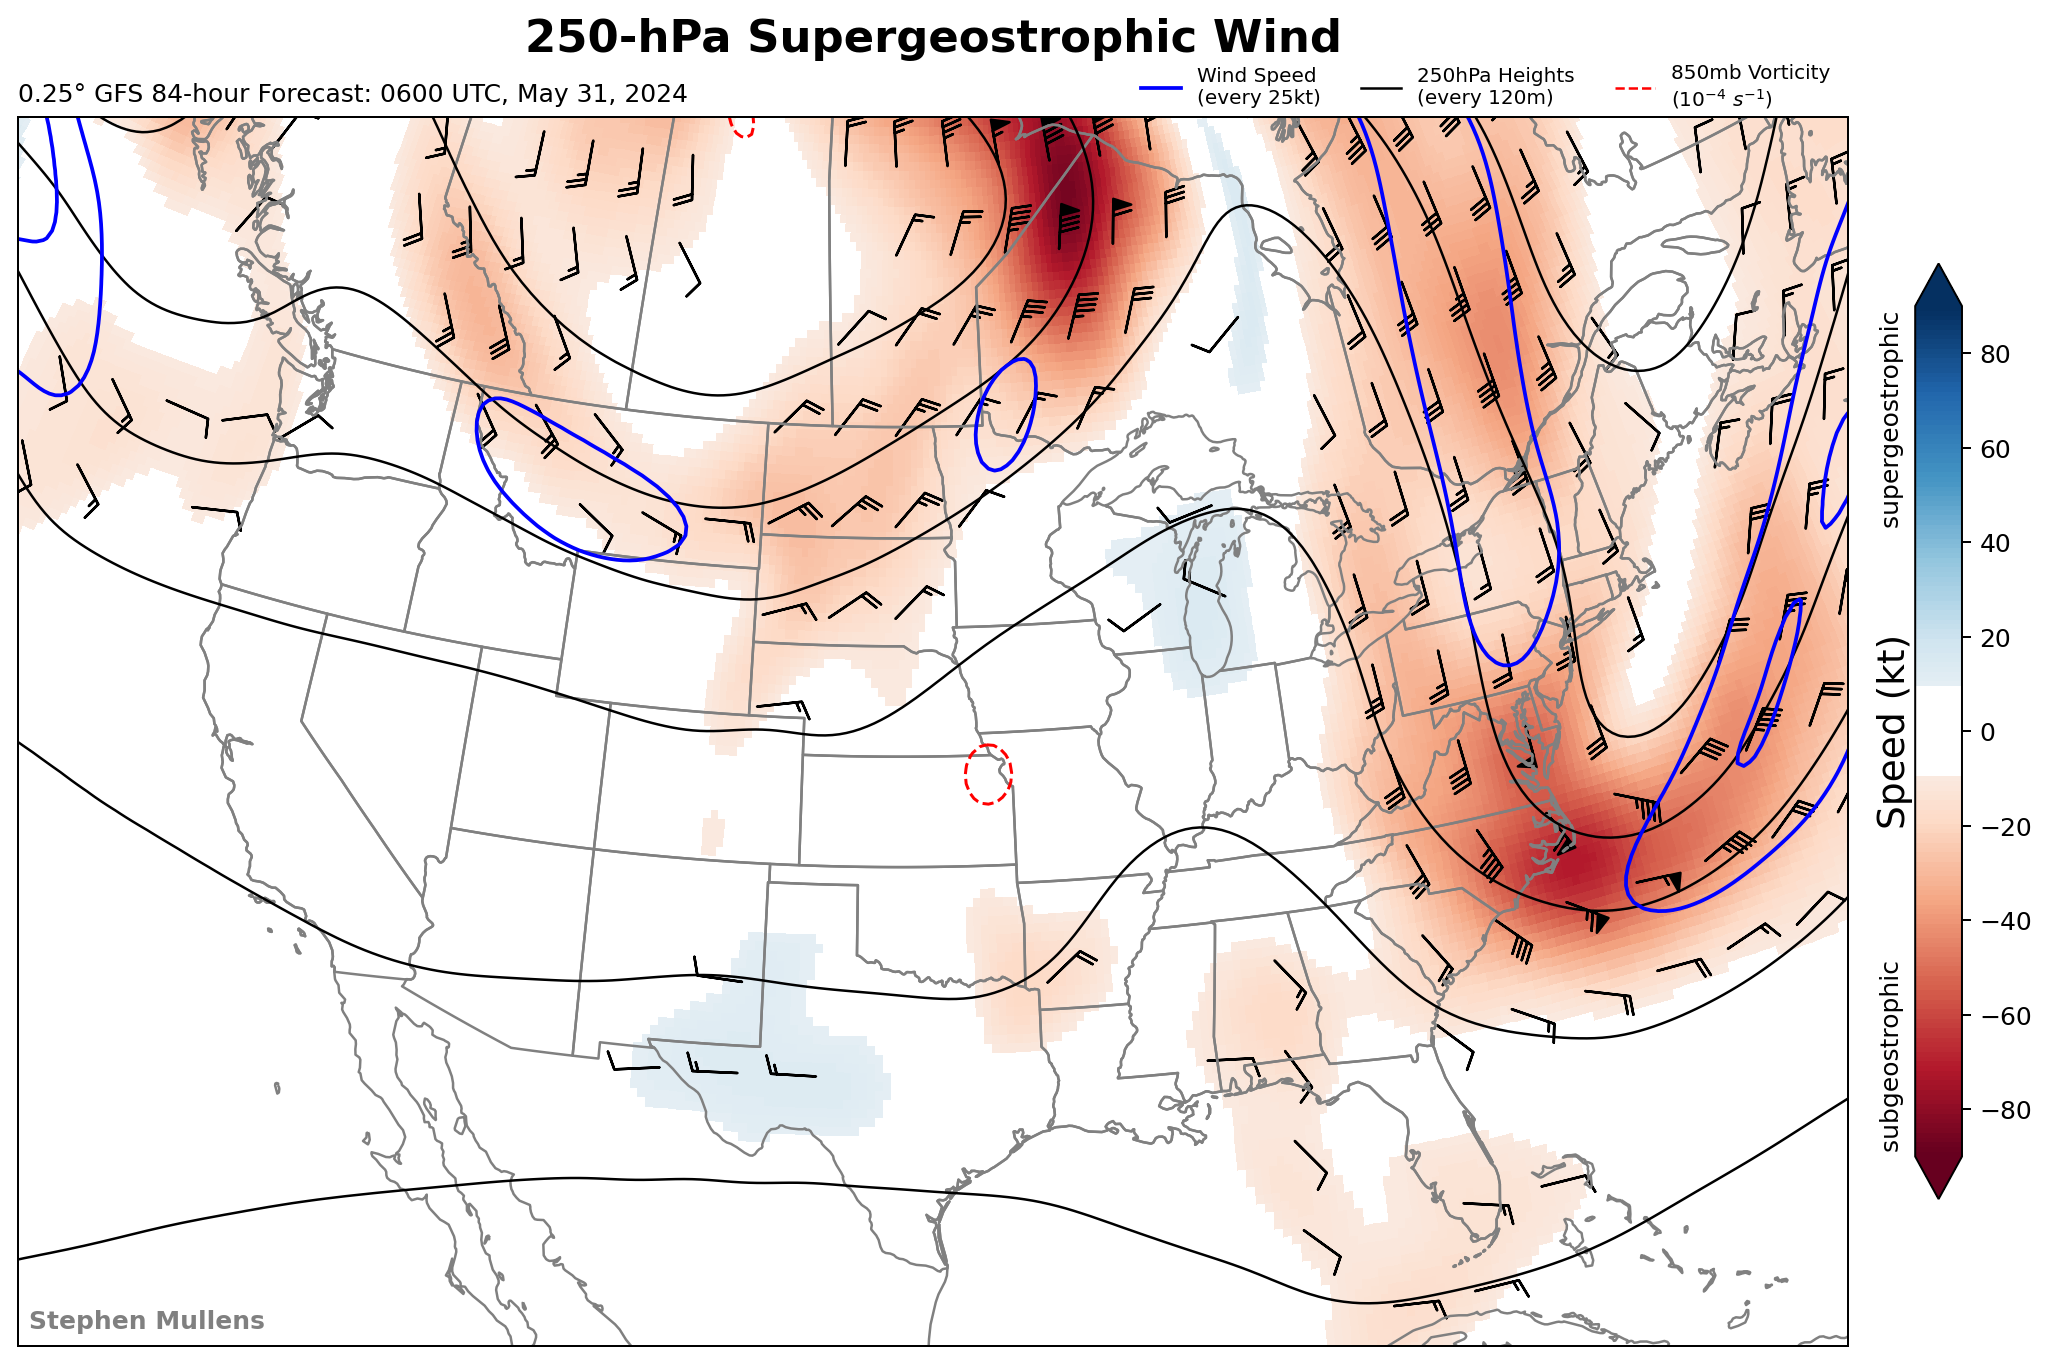 250-hPa Supergeostrophic Wind
0.25° GFS 84-hour Forecast: 0600 UTC, May 31, 2024
Wind Speed
(every 25kt)
250hPa Heights
(every 120m)
850mb Vorticity
(10⁻⁴ s⁻¹)
supergeostrophic
Speed (kt)
subgeostrophic
80
60
40
20
0
−20
−40
−60
−80
Stephen Mullens